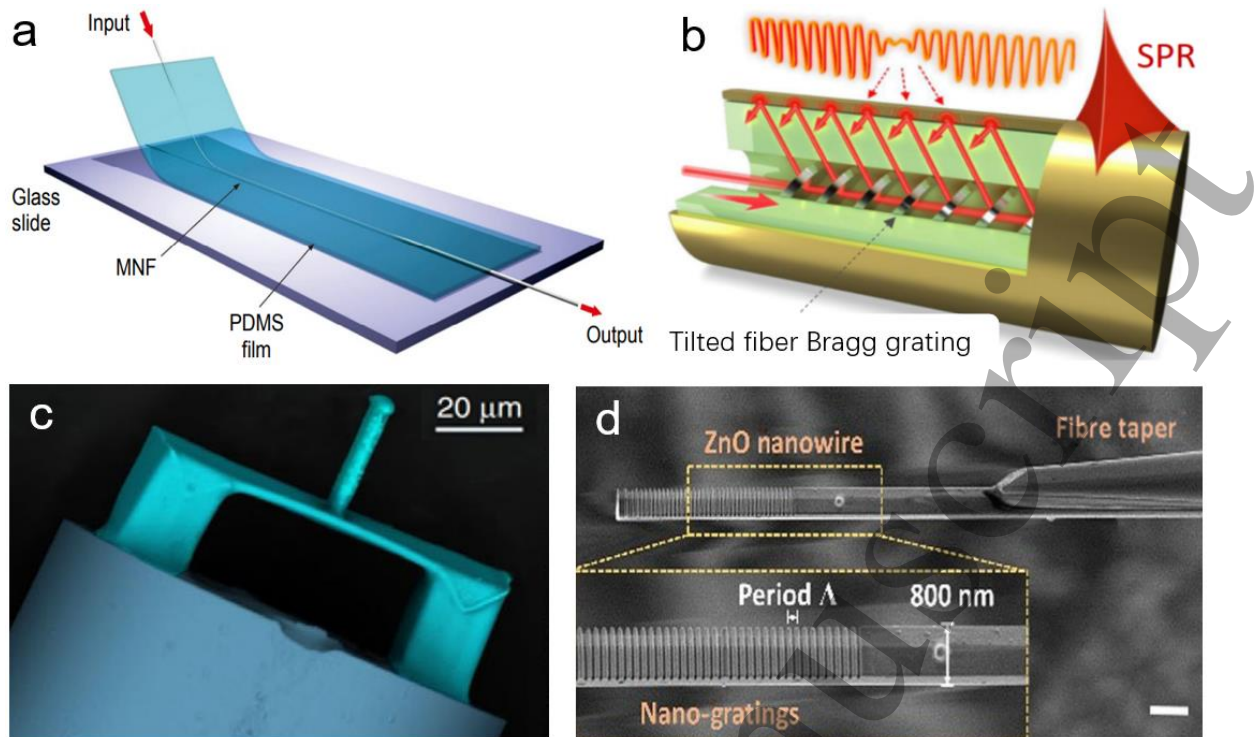 a
Input
Glass
slide
MNF
PDMS
film
Output
b
SPR
Tilted fiber Bragg grating
c
20 μm
d
ZnO nanowire
Fibre taper
Period Λ
800 nm
Nano-gratings
uscript